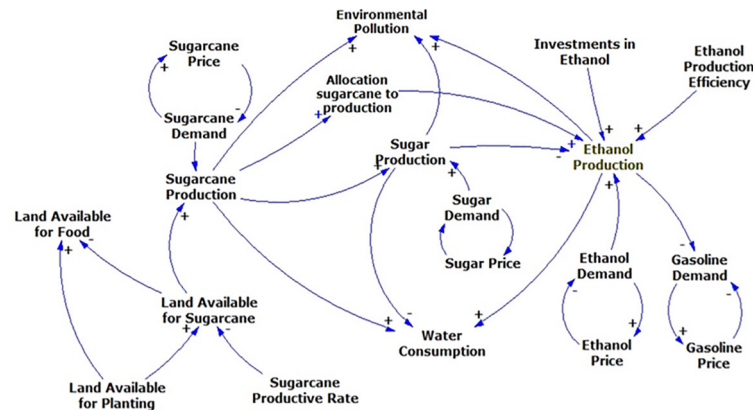 Environmental
Pollution
Sugarcane
Price
Investments in
Ethanol
Ethanol
Production
Efficiency
Allocation
sugarcane to
production
Sugarcane
Demand
Sugar
Production
Ethanol
Production
Sugarcane
Production
Sugar
Demand
Land Available
for Food
Sugar Price
Ethanol
Demand
Gasoline
Demand
Land Available
for Sugarcane
Water
Consumption
Ethanol
Price
Gasoline
Price
Land Available
for Planting
Sugarcane
Productive Rate